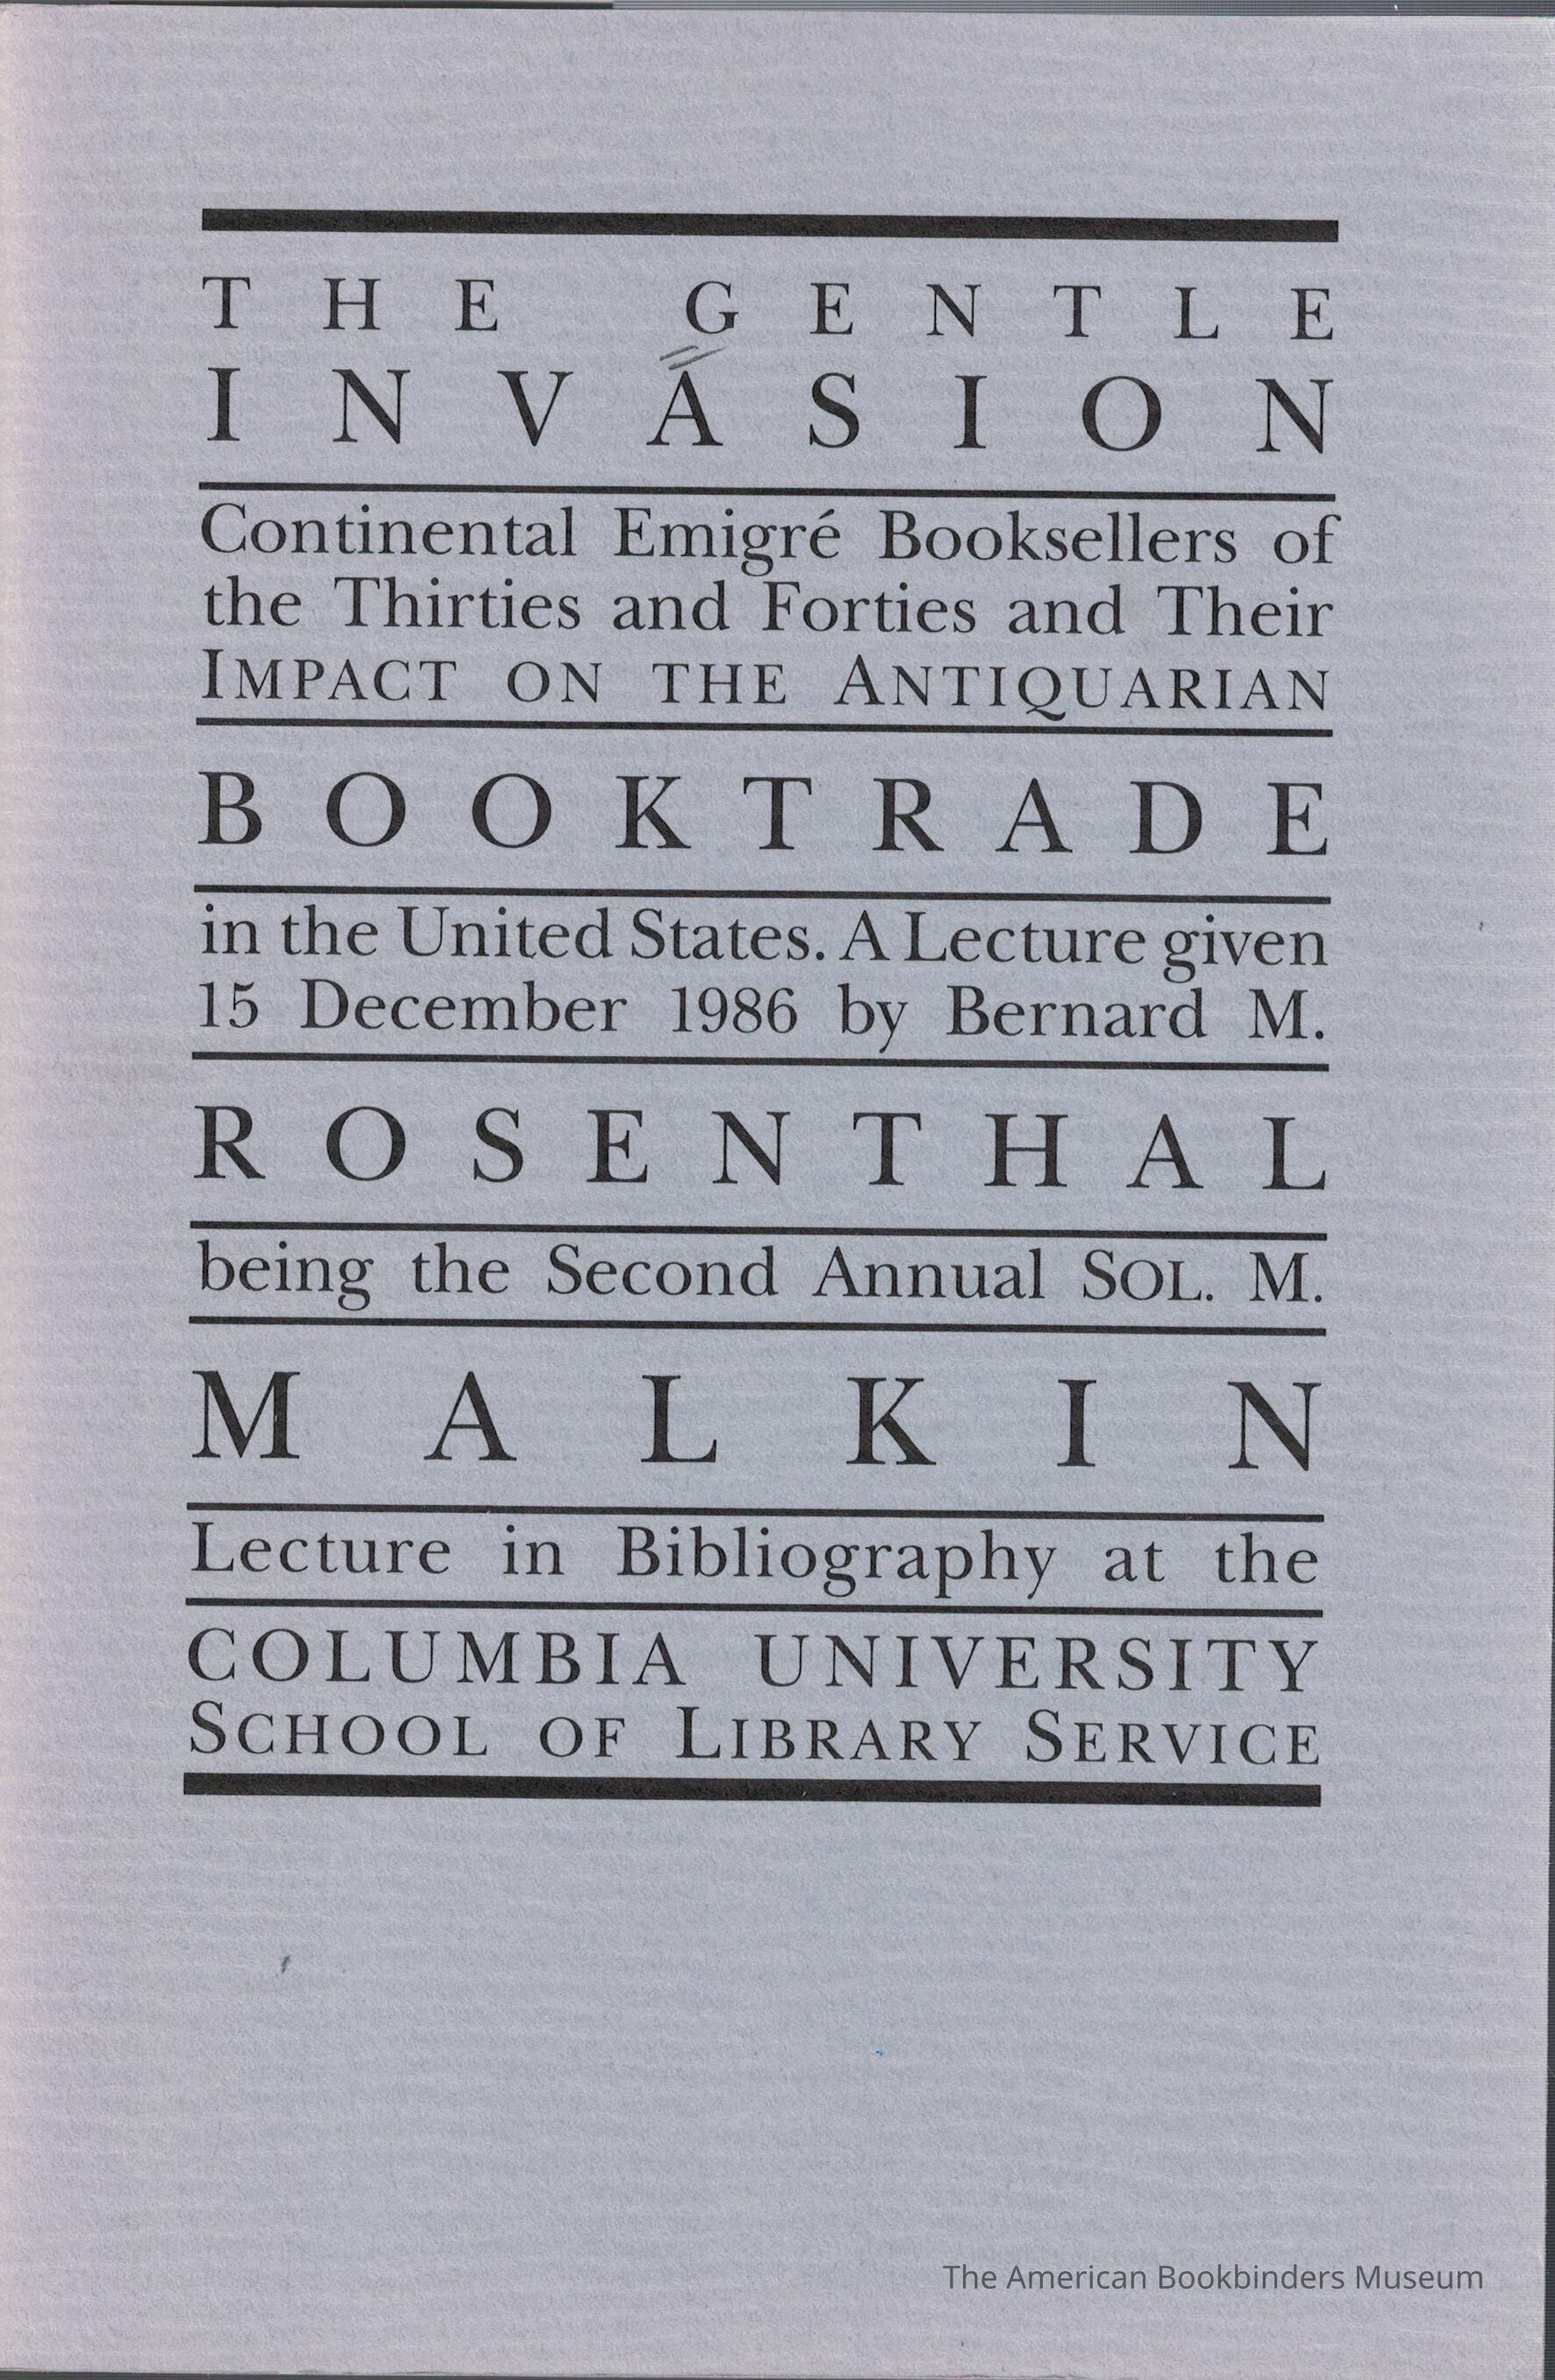 THE GENTLE
INVASION
Continental Emigré Booksellers of
the Thirties and Forties and Their
IMPACT ON THE ANTIQUARIAN
BOOKTRADE
in the United States. A Lecture given
15 December 1986 by Bernard M.
ROSENTHAL
being the Second Annual SOL. M.
MALKIN
Lecture in Bibliography at the
COLUMBIA UNIVERSITY
SCHOOL OF LIBRARY SERVICE
The American Bookbinders Museum